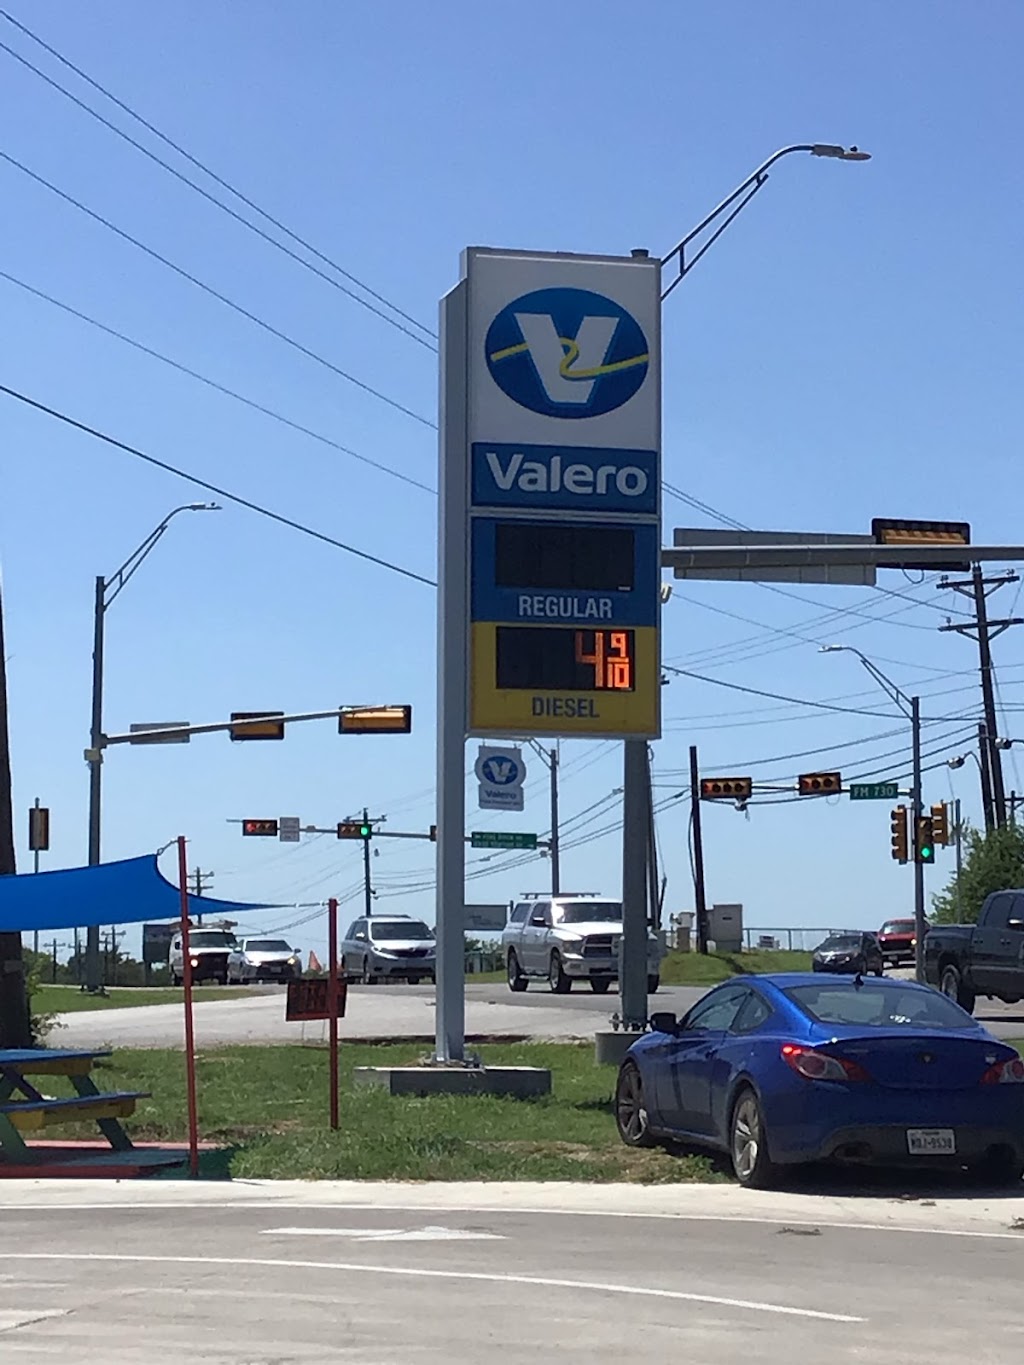 V
Valero
REGULAR
4 9/10
DIESEL
Valero
FM 730